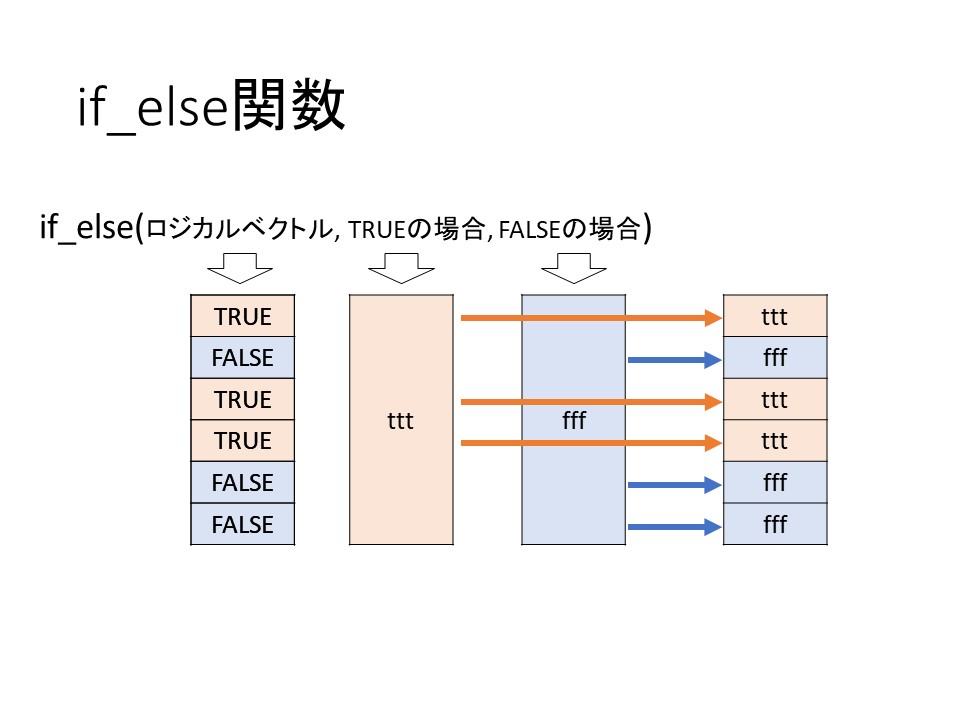 if_else関数
if_else(ロジカルベクトル, TRUEの場合, FALSEの場合)
TRUE ttt
FALSE fff
TRUE ttt
ttt fff
TRUE ttt
FALSE fff
FALSE fff